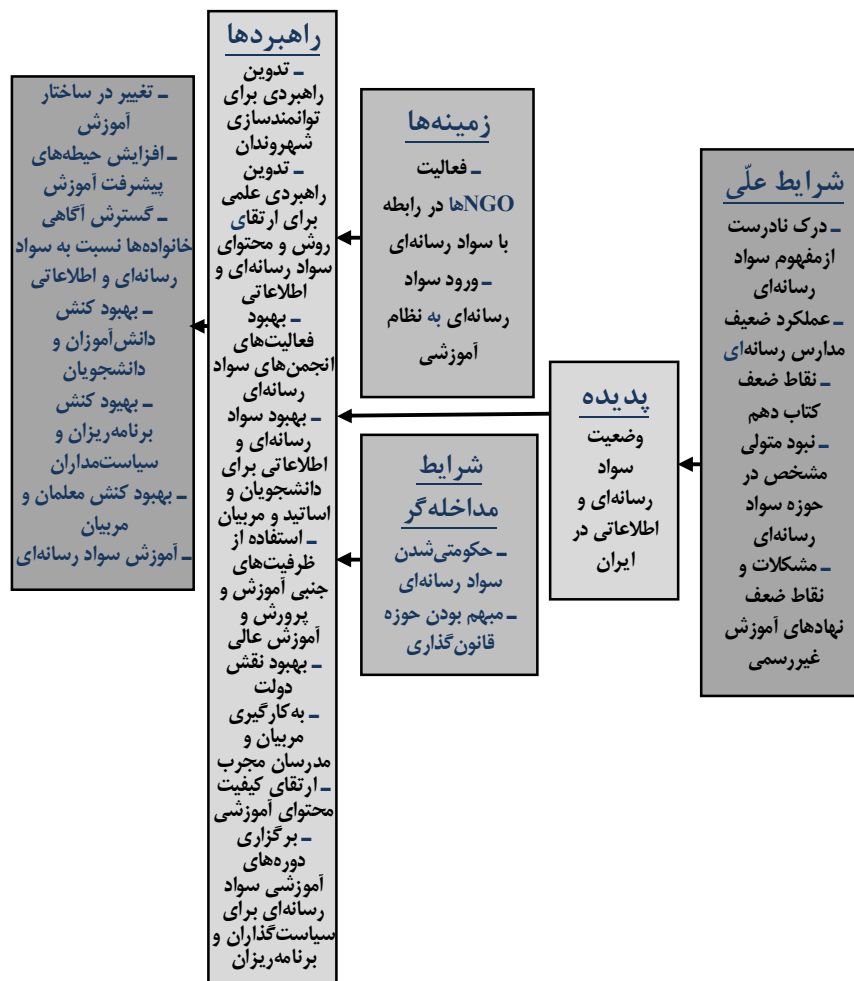 شرایط علّی
ـ درک نادرست
ازمفهوم سواد
رسانه‌ای
ـ عملکرد ضعیف
مدارس رسانه‌ای
ـ نقاط ضعف
کتاب دهم
ـ نبود متولی
مشخص در
حوزه سواد
رسانه‌ای
ـ مشکلات و
نقاط ضعف
نهادهای آموزش
غیررسمی
پدیده
وضعیت
سواد
رسانه‌ای و
اطلاعاتی در
ایران
زمینه‌ها
ـ فعالیت
NGOها در رابطه
با سواد رسانه‌ای
ـ ورود سواد
رسانه‌ای به نظام
آموزشی
شرایط
مداخله‌گر
ـ حکومتی‌شدن
سواد رسانه‌ای
ـ مبهم بودن حوزه
قانون‌گذاری
راهبردها
ـ تدوین
راهبردی برای
توانمندسازی
شهروندان
ـ تدوین
راهبردی علمی
برای ارتقای
روش و محتوای
سواد رسانه‌ای و
اطلاعاتی
ـ بهبود
فعالیت‌های
انجمن‌های سواد
رسانه‌ای
ـ بهبود سواد
رسانه‌ای و
اطلاعاتی برای
دانشجویان و
اساتید و مربیان
ـ استفاده از
ظرفیت‌های
جنبی آموزش و
پرورش و
آموزش عالی
ـ بهبود نقش
دولت
ـ به‌کارگیری
مربیان و
مدرسان مجرب
ـ ارتقای کیفیت
محتوای آموزشی
ـ برگزاری
دوره‌های
آموزشی سواد
رسانه‌ای برای
سیاست‌گذاران و
برنامه‌ریزان
ـ تغییر در ساختار
آموزش
ـ افزایش حیطه‌های
پیشرفت آموزش
ـ گسترش آگاهی
خانواده‌ها نسبت به سواد
رسانه‌ای و اطلاعاتی
ـ بهبود کنش
دانش‌آموزان و
دانشجویان
ـ بهبود کنش
برنامه‌ریزان و
سیاست‌مداران
ـ بهبود کنش معلمان و
مربیان
ـ آموزش سواد رسانه‌ای